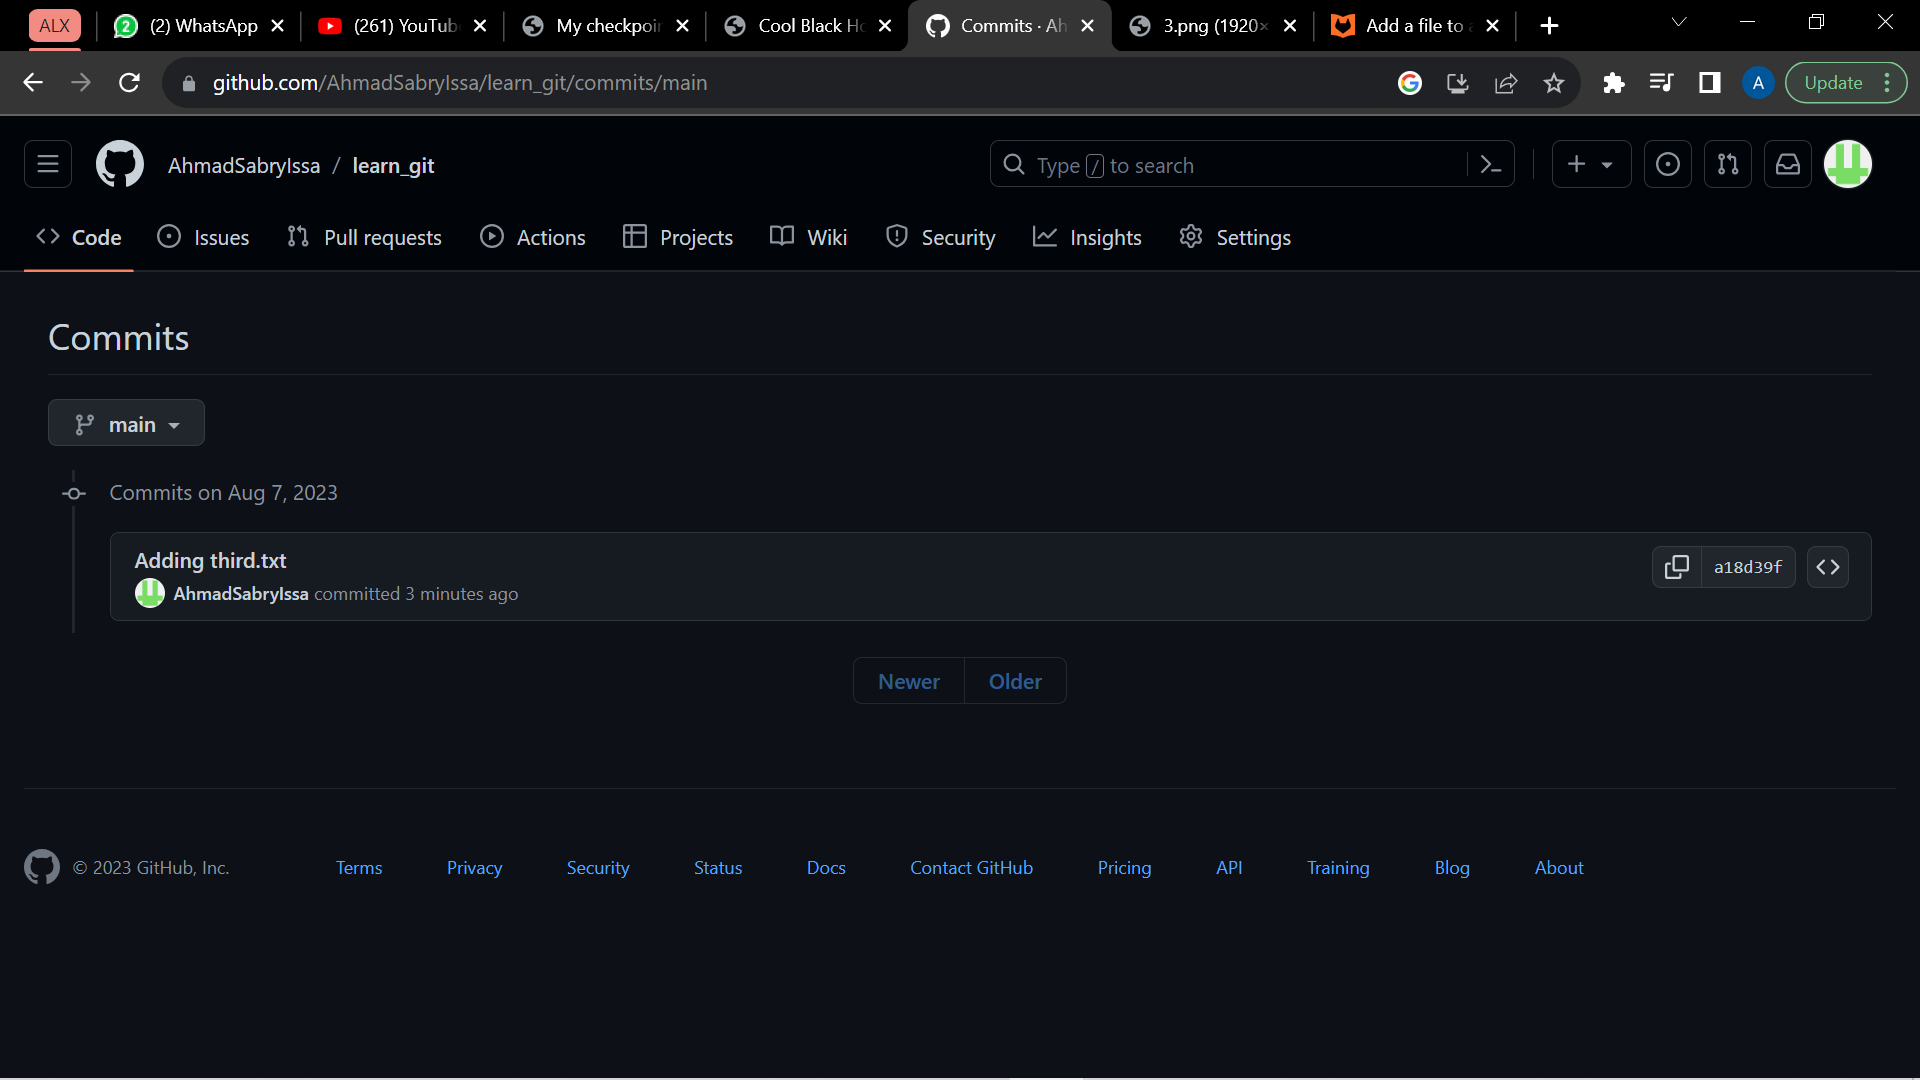 ALX
2
(2) WhatsApp
(261) YouTub
My checkpoin
Cool Black Ho
Commits · Ah
3.png (1920×
Add a file to a
github.com/AhmadSabryIssa/learn_git/commits/main
A
Update
AhmadSabryIssa / learn_git
Type / to search
Code
Issues
Pull requests
Actions
Projects
Wiki
Security
Insights
Settings
Commits
main
Commits on Aug 7, 2023
Adding third.txt
a18d39f
AhmadSabryIssa committed 3 minutes ago
Newer
Older
© 2023 GitHub, Inc.
Terms
Privacy
Security
Status
Docs
Contact GitHub
Pricing
API
Training
Blog
About